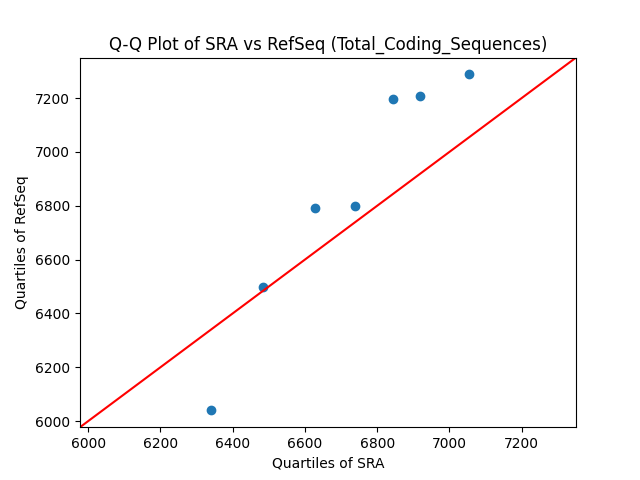 Q-Q Plot of SRA vs RefSeq (Total_Coding_Sequences)
7200
7000
6800
6600
6400
6200
6000
Quartiles of RefSeq
6000 6200 6400 6600 6800 7000 7200
Quartiles of SRA